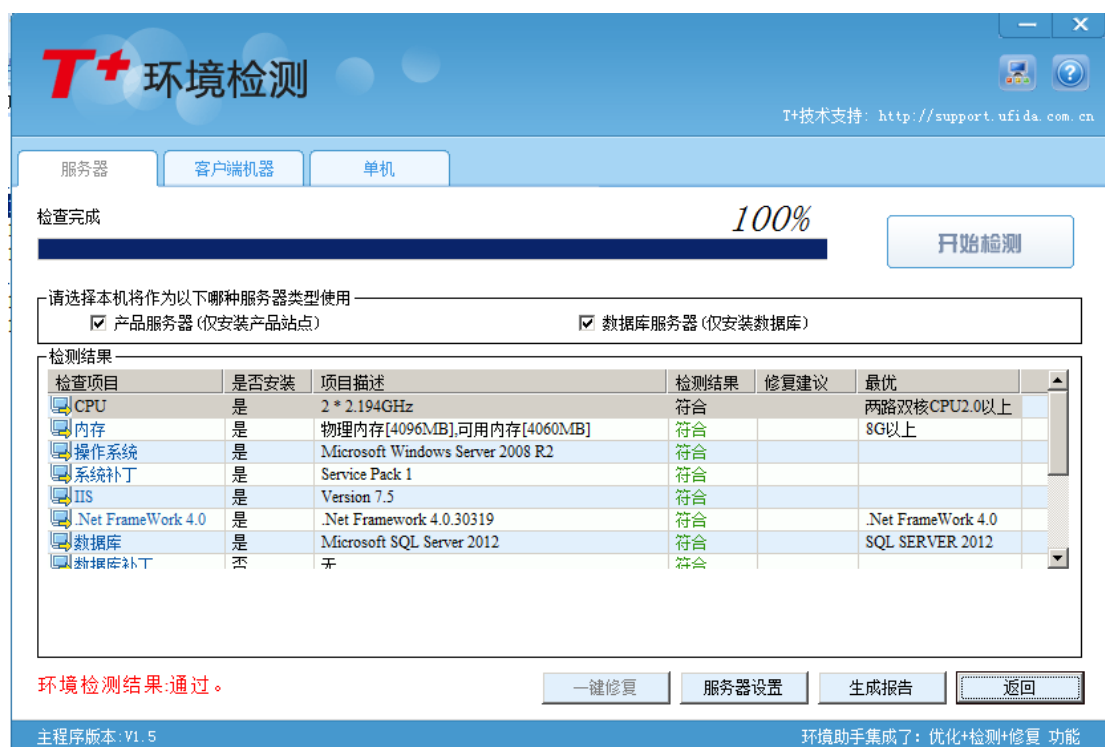 T+ 环境检测
T+技术支持: http://support.ufida.com.cn
服务器 客户端机器 单机
检查完成 100% 开始检测
请选择本机将作为以下哪种服务器类型使用
产品服务器(仅安装产品站点) 数据库服务器(仅安装数据库)
检测结果
检查项目 是否安装 项目描述 检测结果 修复建议 最优
CPU 是 2 * 2.194GHz 符合 两路双核CPU2.0以上
内存 是 物理内存[4096MB],可用内存[4060MB] 符合 8G以上
操作系统 是 Microsoft Windows Server 2008 R2 符合
系统补丁 是 Service Pack 1 符合
IIS 是 Version 7.5 符合
.Net FrameWork 4.0 是 .Net Framework 4.0.30319 符合 .Net FrameWork 4.0
数据库 是 Microsoft SQL Server 2012 符合 SQL SERVER 2012
数据库补丁 否 无 符合
环境检测结果:通过。 一键修复 服务器设置 生成报告 返回
主程序版本:V1.5 环境助手集成了: 优化+检测+修复 功能